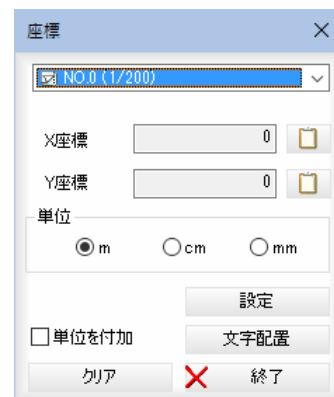 座標
NO.0 (1/200)
X座標 0
Y座標 0
単位
m cm mm
設定
単位を付加 文字配置
クリア 終了